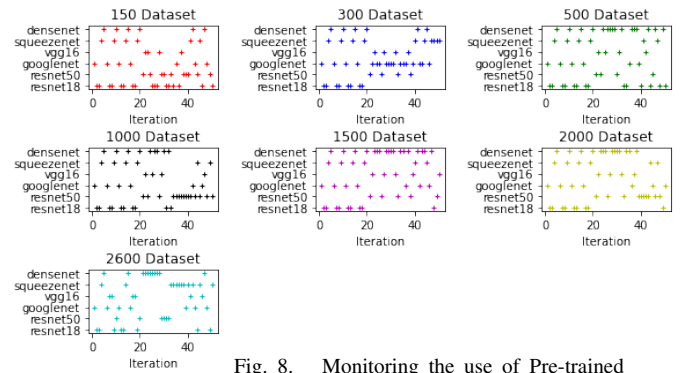 150 Dataset
densenet
squeezenet
vgg16
googlenet
resnet50
resnet18
0 20 40
Iteration
300 Dataset
densenet
squeezenet
vgg16
googlenet
resnet50
resnet18
0 20 40
Iteration
500 Dataset
densenet
squeezenet
vgg16
googlenet
resnet50
resnet18
0 20 40
Iteration
1000 Dataset
densenet
squeezenet
vgg16
googlenet
resnet50
resnet18
0 20 40
Iteration
1500 Dataset
densenet
squeezenet
vgg16
googlenet
resnet50
resnet18
0 20 40
Iteration
2000 Dataset
densenet
squeezenet
vgg16
googlenet
resnet50
resnet18
0 20 40
Iteration
2600 Dataset
densenet
squeezenet
vgg16
googlenet
resnet50
resnet18
0 20 40
Iteration
Fig. 8. Monitoring the use of Pre-trained